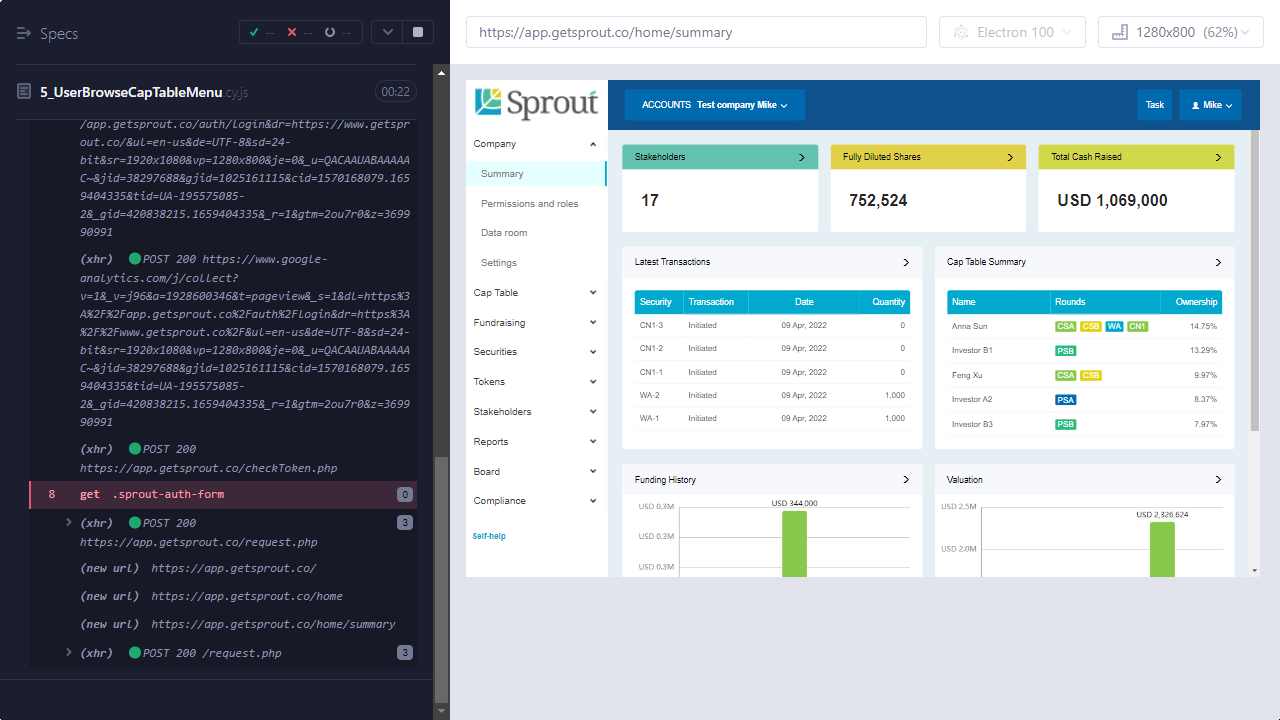 Specs
--
--
--
5_UserBrowseCapTableMenu.cy.js
00:22
/app.getsprout.co/auth/login&dr=https://www.getspr
out.co/&ul=en-us&de=UTF-8&sd=24-
bit&sr=1920x1080&vp=1280x800&je=0&_u=QACAAUABAAAAA
C~&jid=38297688&gjid=1025161115&cid=1570168079.165
9404335&tid=UA-195575085-
2&_gid=420838215.1659404335&_r=1&gtm=2ou7r0&z=3699
90991
(xhr) POST 200 https://www.google-
analytics.com/j/collect?
v=1&_v=j96&a=1928600346&t=pageview&_s=1&dl=https%3
A%2F%2Fapp.getsprout.co%2Fauth%2Flogin&dr=https%3A
%2F%2Fwww.getsprout.co%2F&ul=en-us&de=UTF-8&sd=24-
bit&sr=1920x1080&vp=1280x800&je=0&_u=QACAAUABAAAAA
C~&jid=38297688&gjid=1025161115&cid=1570168079.165
9404335&tid=UA-195575085-
2&_gid=420838215.1659404335&_r=1&gtm=2ou7r0&z=3699
90991
(xhr) POST 200
https://app.getsprout.co/checkToken.php
8 get .sprout-auth-form 0
(xhr) POST 200 3
https://app.getsprout.co/request.php
(new url) https://app.getsprout.co/
(new url) https://app.getsprout.co/home
(new url) https://app.getsprout.co/home/summary
(xhr) POST 200 /request.php 3
https://app.getsprout.co/home/summary
Electron 100
1280x800 (62%)
Sprout
ACCOUNTS Test company Mike
Task
Mike
Company
Summary
Permissions and roles
Data room
Settings
Cap Table
Fundraising
Securities
Tokens
Stakeholders
Reports
Board
Compliance
Self-help
Stakeholders
17
Fully Diluted Shares
752,524
Total Cash Raised
USD 1,069,000
Latest Transactions
Security Transaction Date Quantity
CN1-3 Initiated 09 Apr, 2022 0
CN1-2 Initiated 09 Apr, 2022 0
CN1-1 Initiated 09 Apr, 2022 0
WA-2 Initiated 09 Apr, 2022 1,000
WA-1 Initiated 09 Apr, 2022 1,000
Cap Table Summary
Name Rounds Ownership
Anna Sun CSA CSB WA CN1 14.75%
Investor B1 PSB 13.29%
Feng Xu CSA CSB 9.97%
Investor A2 PSA 8.37%
Investor B3 PSB 7.97%
Funding History
USD 344,000
USD 0.3M
USD 0.3M
USD 0.3M
Valuation
USD 2.5M
USD 2,326,624
USD 2.0M